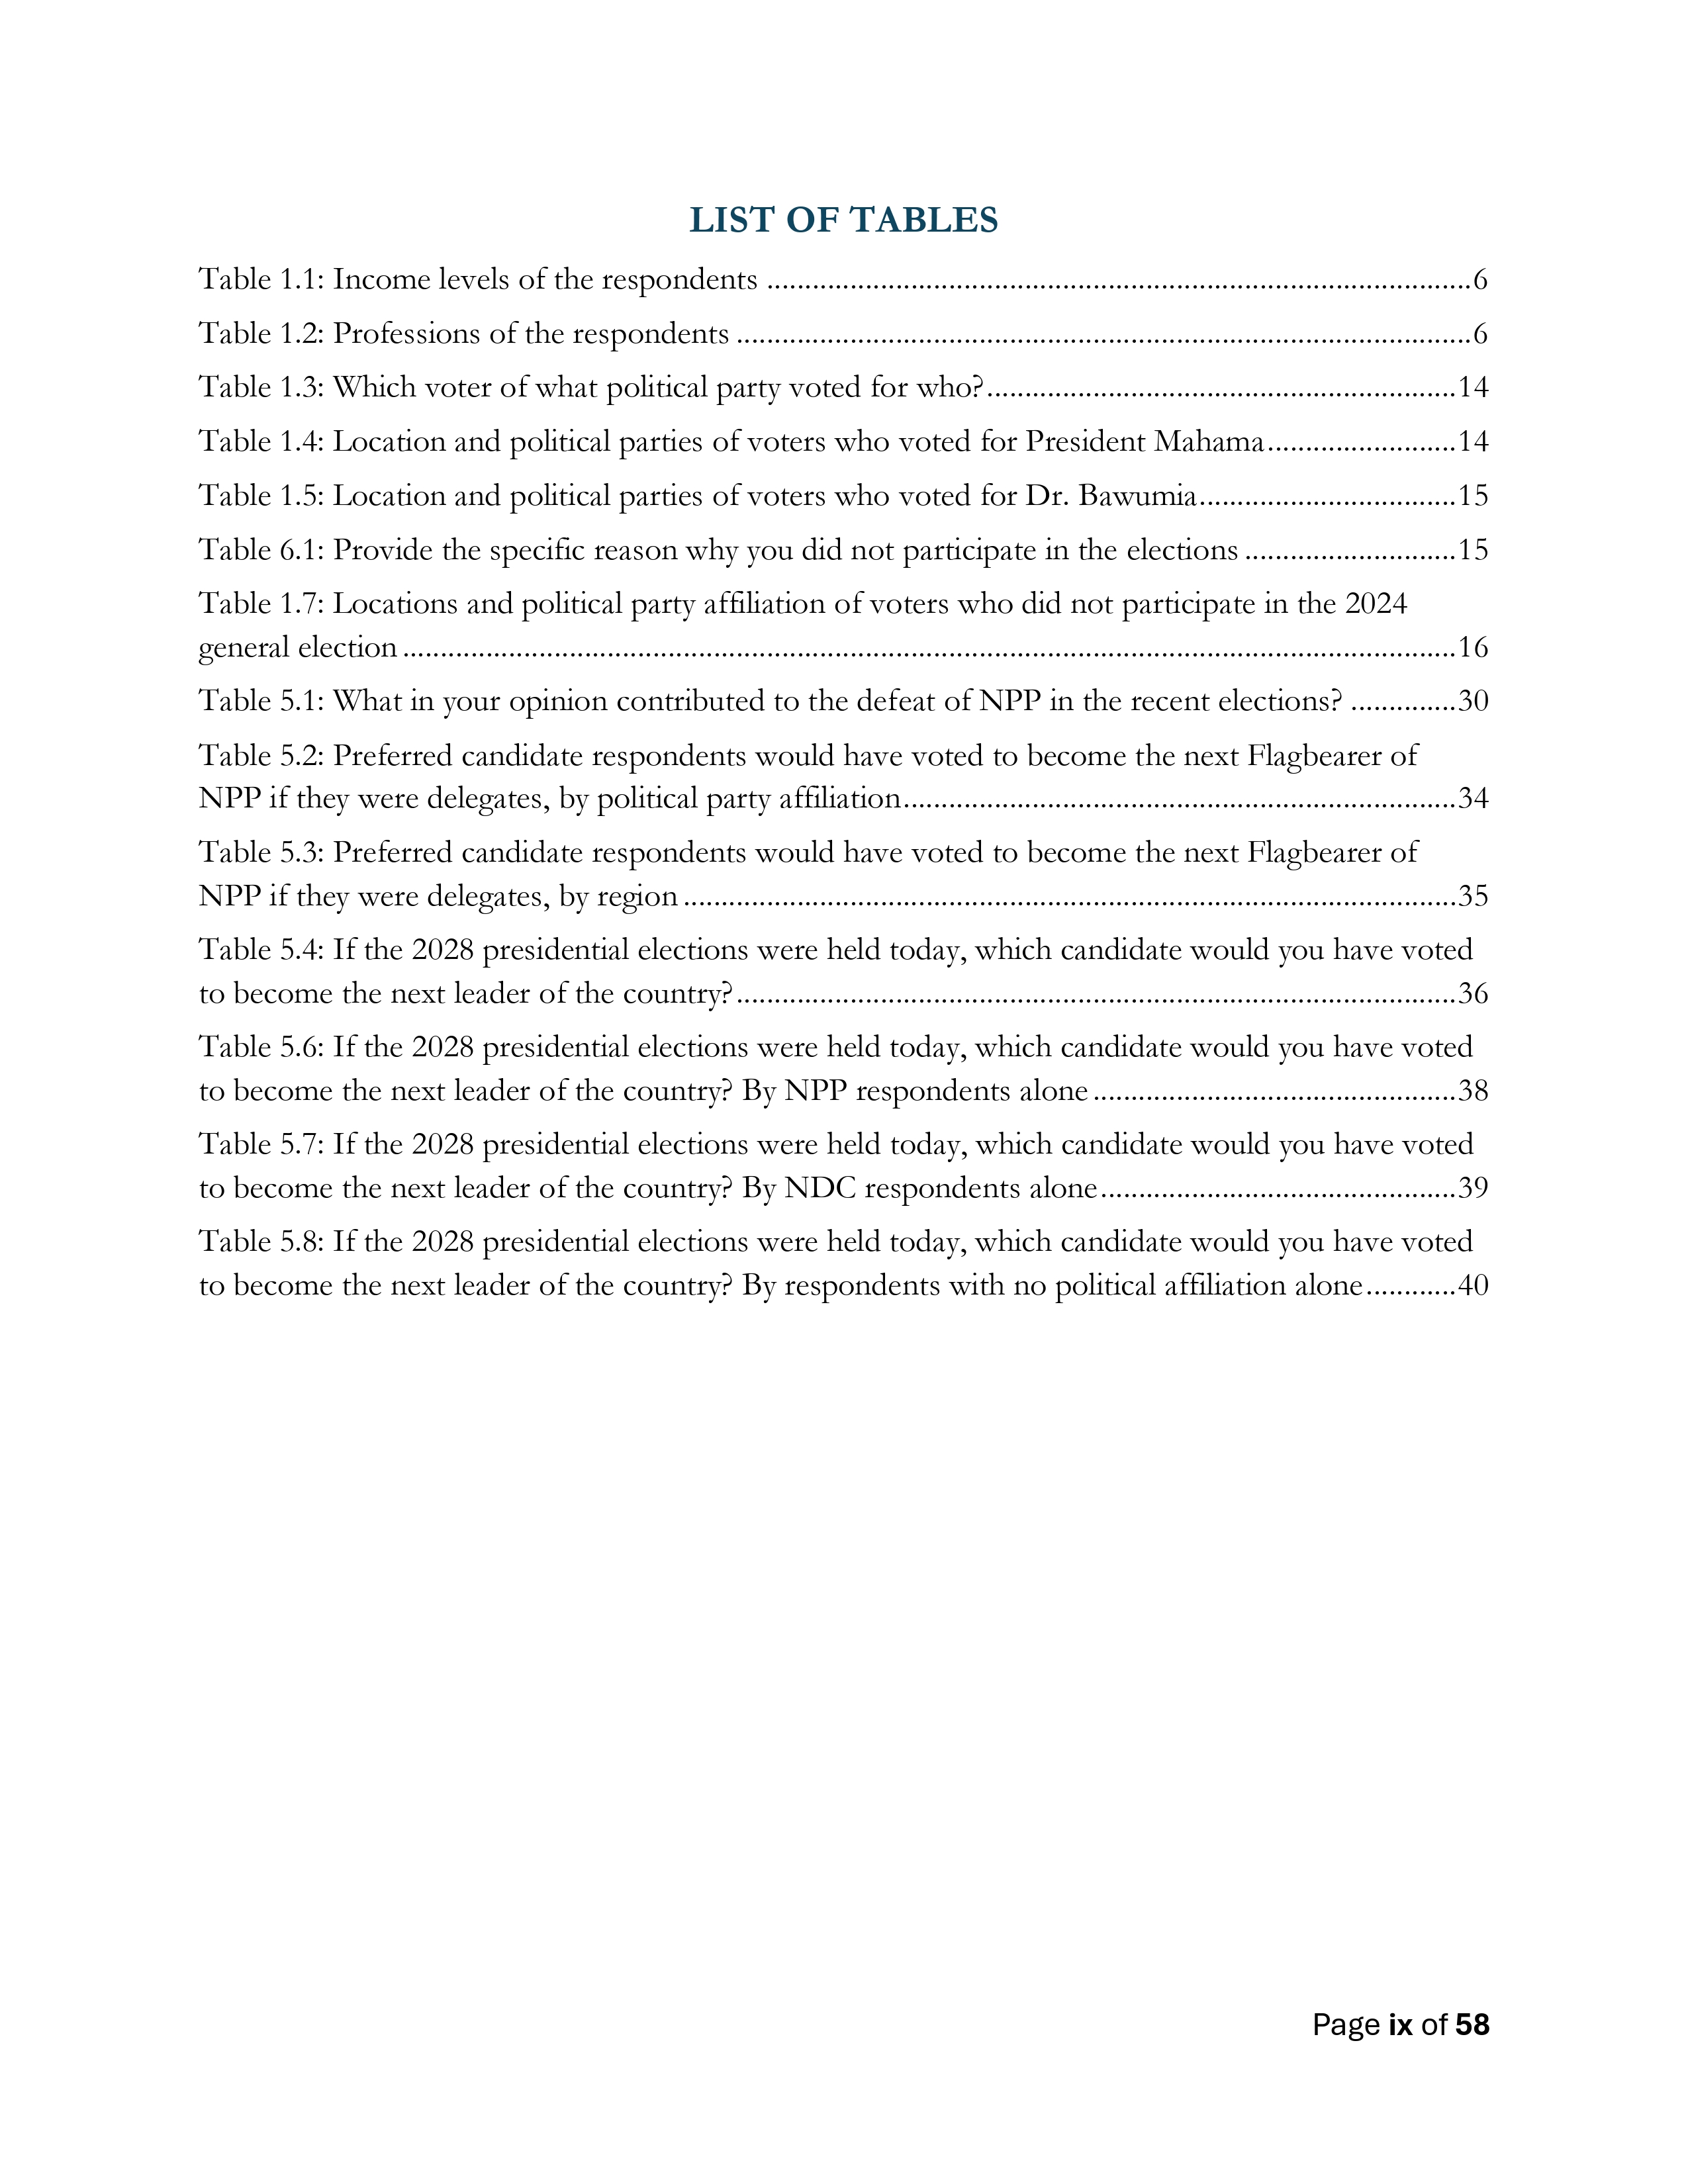 LIST OF TABLES
Table 1.1: Income levels of the respondents ..............................................................................................6
Table 1.2: Professions of the respondents ..................................................................................................6
Table 1.3: Which voter of what political party voted for who?..............................................................14
Table 1.4: Location and political parties of voters who voted for President Mahama.........................14
Table 1.5: Location and political parties of voters who voted for Dr. Bawumia..................................15
Table 6.1: Provide the specific reason why you did not participate in the elections ............................15
Table 1.7: Locations and political party affiliation of voters who did not participate in the 2024
general election............................................................................................................................................16
Table 5.1: What in your opinion contributed to the defeat of NPP in the recent elections? ..............30
Table 5.2: Preferred candidate respondents would have voted to become the next Flagbearer of
NPP if they were delegates, by political party affiliation.........................................................................34
Table 5.3: Preferred candidate respondents would have voted to become the next Flagbearer of
NPP if they were delegates, by region.......................................................................................................35
Table 5.4: If the 2028 presidential elections were held today, which candidate would you have voted
to become the next leader of the country?................................................................................................36
Table 5.6: If the 2028 presidential elections were held today, which candidate would you have voted
to become the next leader of the country? By NPP respondents alone................................................38
Table 5.7: If the 2028 presidential elections were held today, which candidate would you have voted
to become the next leader of the country? By NDC respondents alone...............................................39
Table 5.8: If the 2028 presidential elections were held today, which candidate would you have voted
to become the next leader of the country? By respondents with no political affiliation alone............40
Page ix of 58